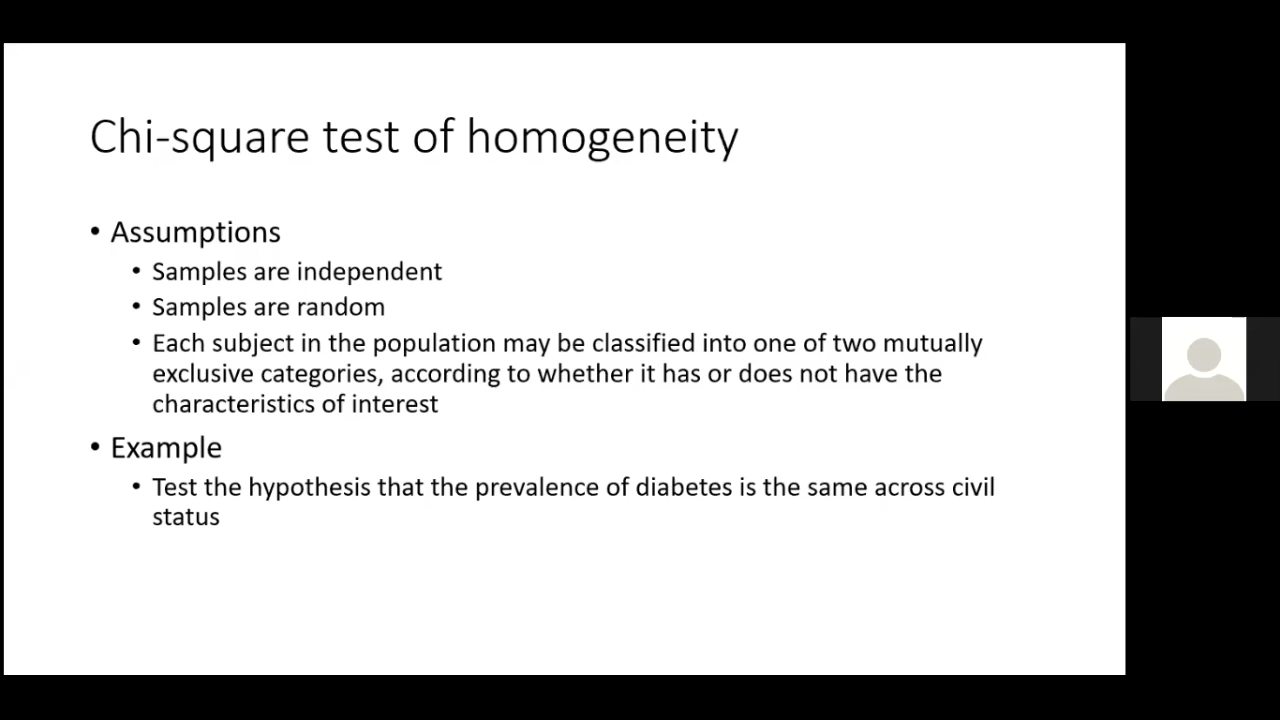 Chi-square test of homogeneity
• Assumptions
• Samples are independent
• Samples are random
• Each subject in the population may be classified into one of two mutually
exclusive categories, according to whether it has or does not have the
characteristics of interest
• Example
• Test the hypothesis that the prevalence of diabetes is the same across civil
status